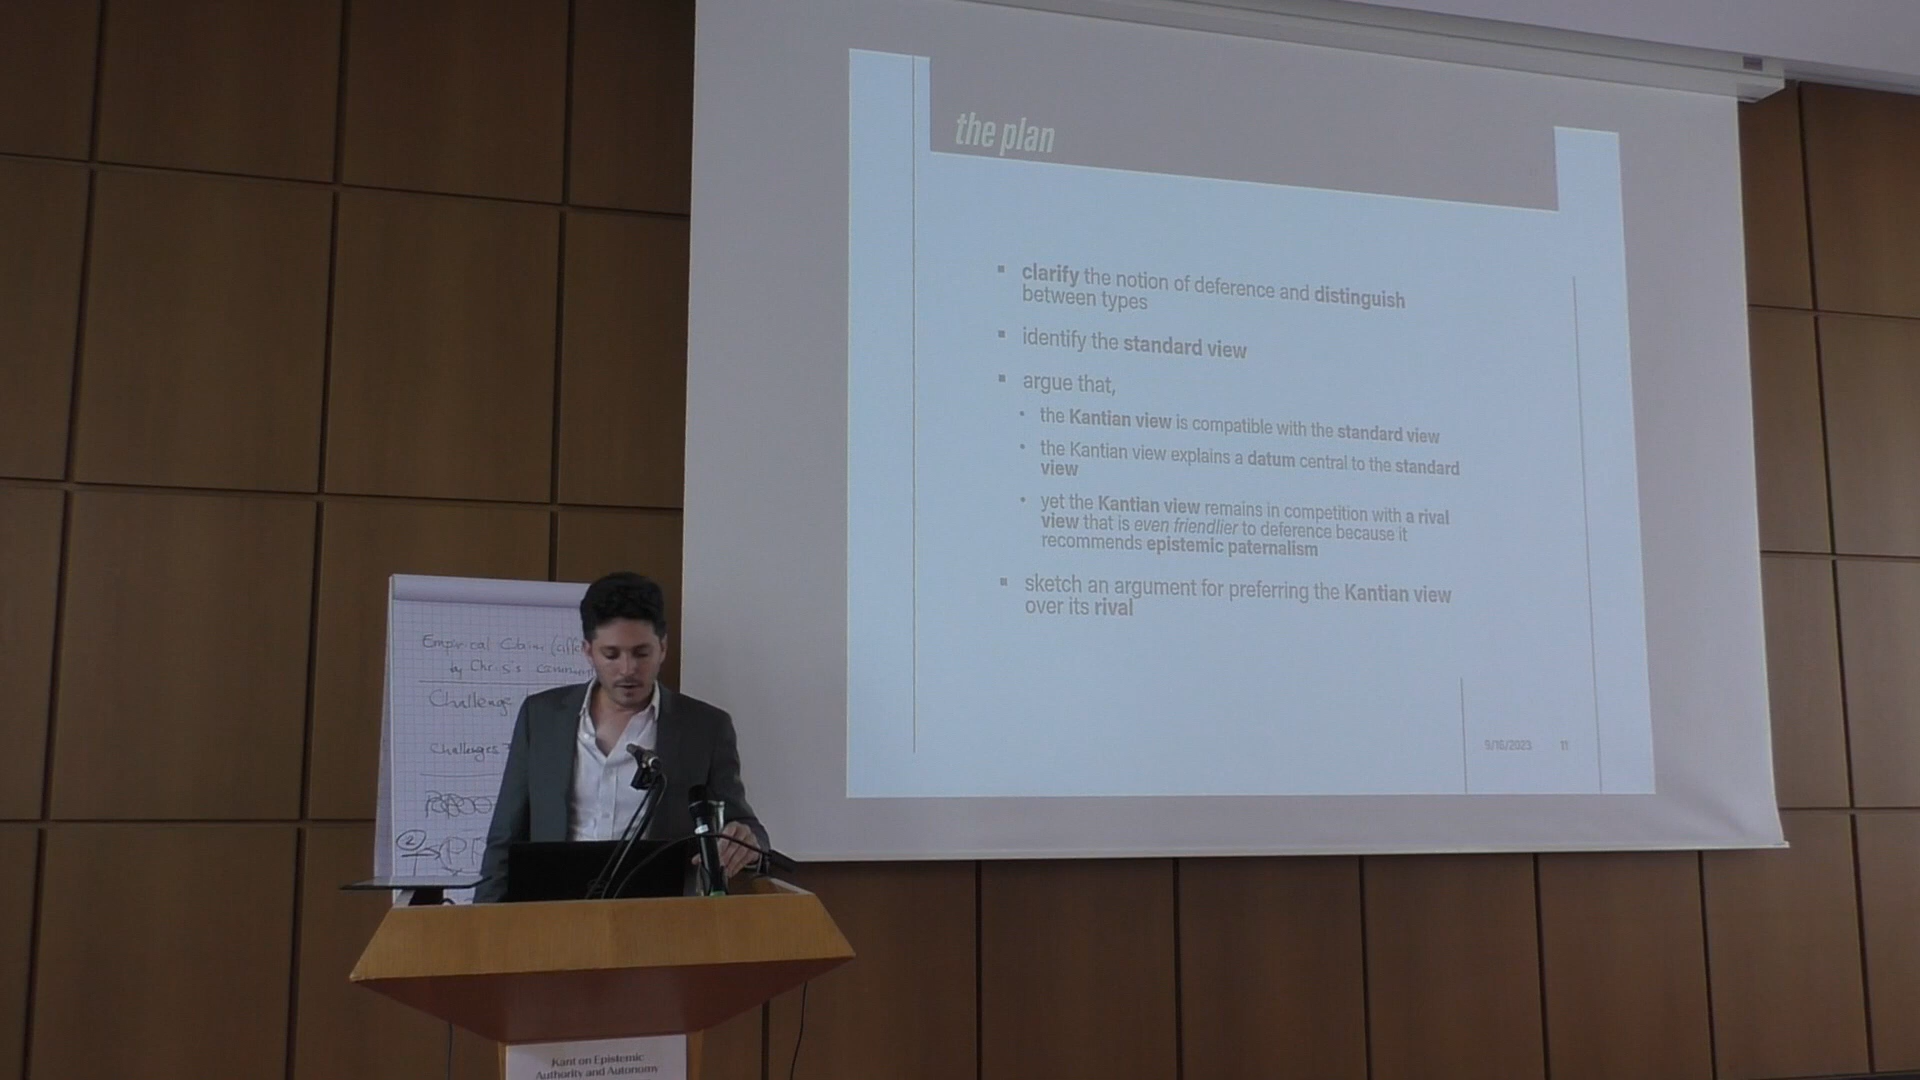 the plan
clarify the notion of deference and distinguish
between types
identify the standard view
argue that,
the Kantian view is compatible with the standard view
the Kantian view explains a datum central to the standard
view
yet the Kantian view remains in competition with a rival
view that is even friendlier to deference because it
recommends epistemic paternalism
sketch an argument for preferring the Kantian view
over its rival
9/16/2023 11
Empirical Claim
by Chris's
Challenge
Challenges
2
Kant on Epistemic
Authority and Autonomy